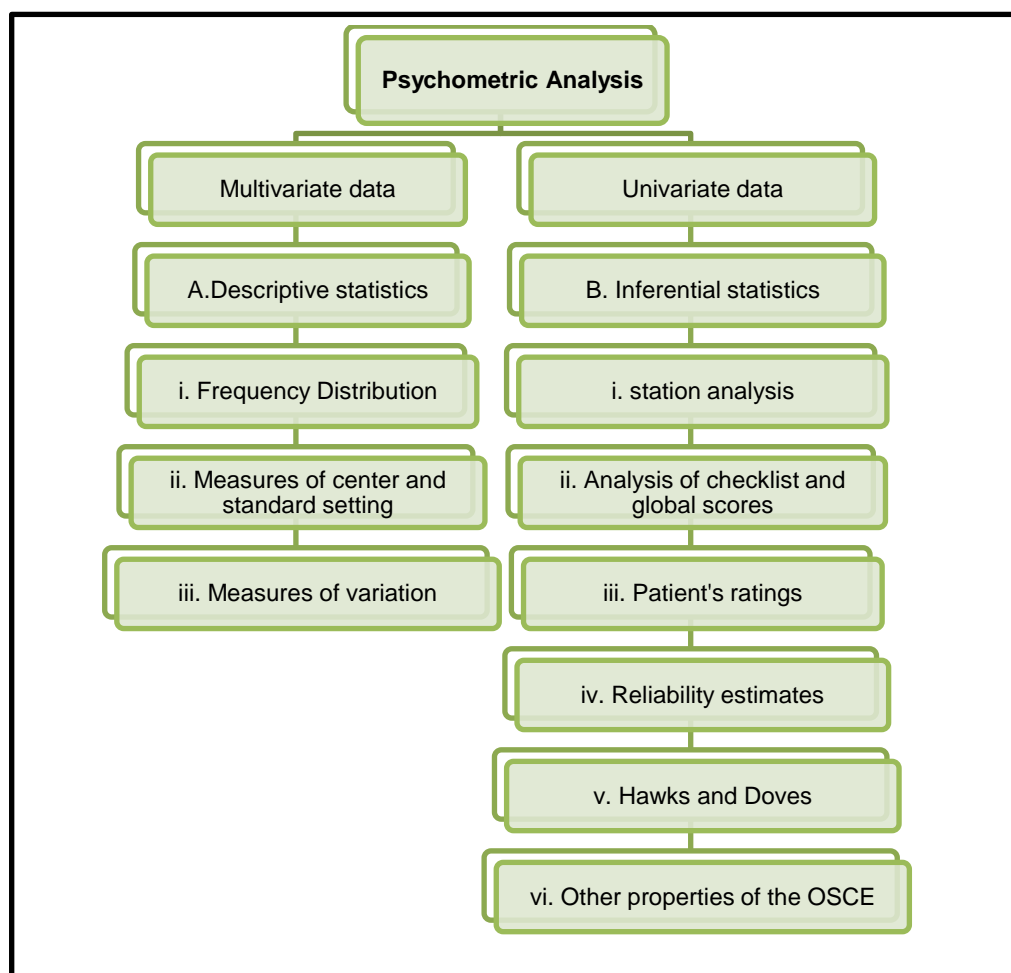 Psychometric Analysis
Multivariate data
A.Descriptive statistics
i. Frequency Distribution
ii. Measures of center and
standard setting
iii. Measures of variation
Univariate data
B. Inferential statistics
i. station analysis
ii. Analysis of checklist and
global scores
iii. Patient's ratings
iv. Reliability estimates
v. Hawks and Doves
vi. Other properties of the OSCE